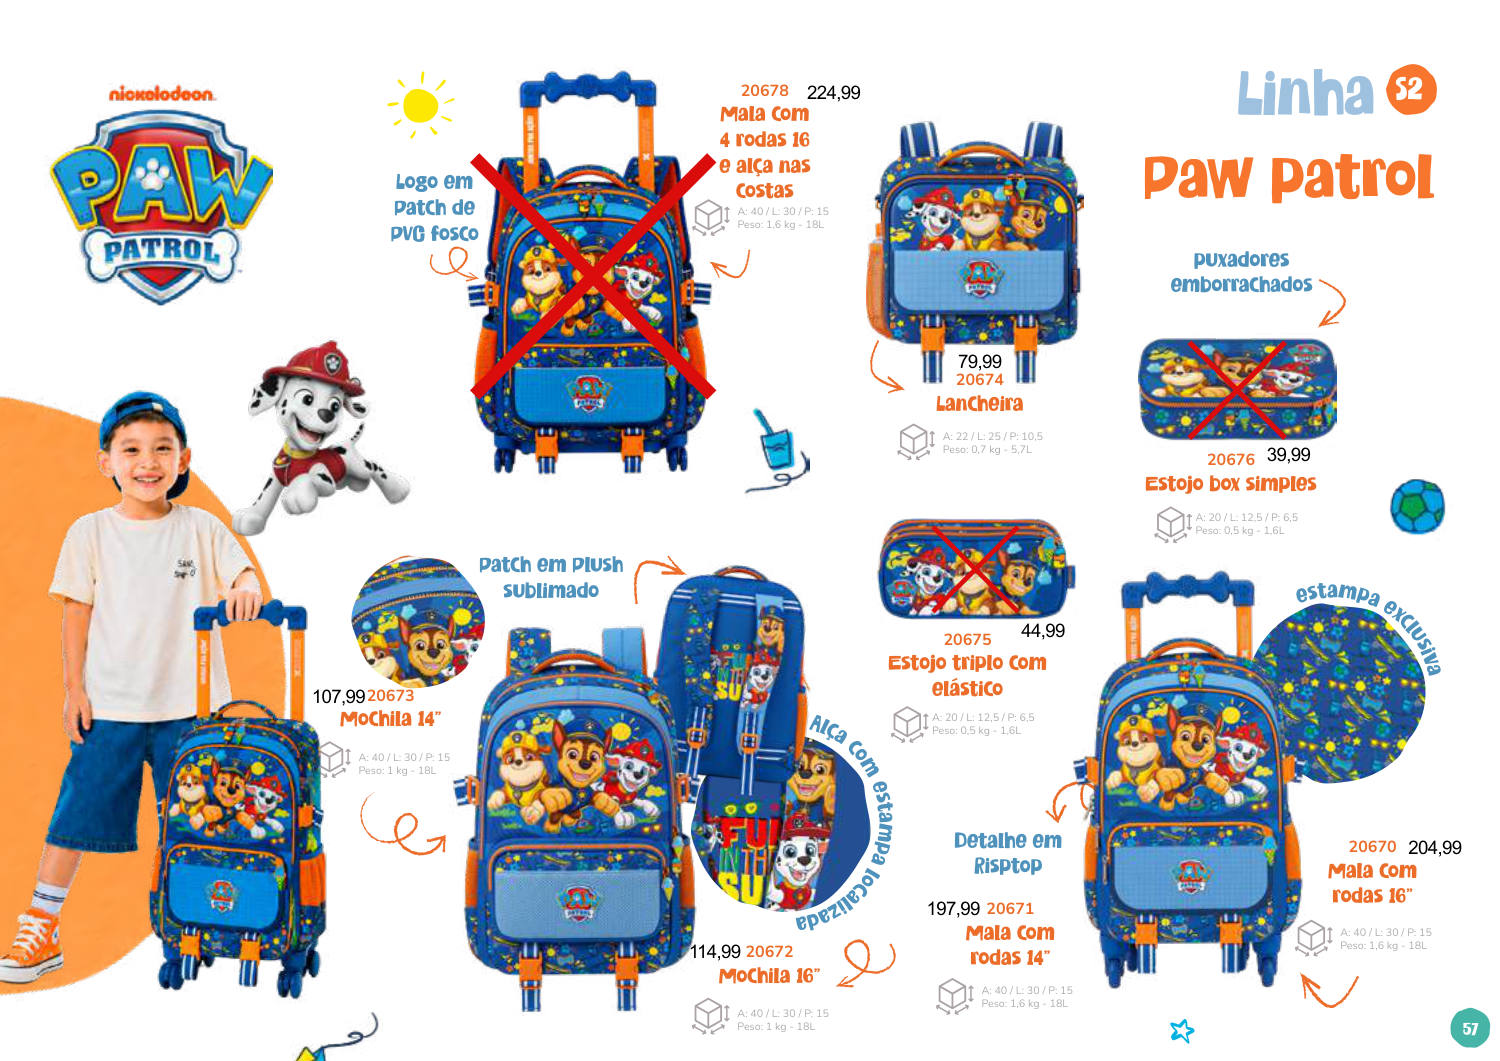 nickelodeon
PAW
PATROL
Linha S2
Paw Patrol
20678 224,99
Mala Com
4 rodas 16
e alça nas
Costas
A: 40 / L: 30 / P: 15
Peso: 1,6 kg - 18L
Logo em
Patch de
PVC fosco
79,99
20674
Lancheira
A: 22 / L: 25 / P: 10,5
Peso: 0,7 kg - 5,7L
Puxadores
emborrachados
20676 39,99
Estojo box simples
A: 20 / L: 12,5 / P: 6,5
Peso: 0,5 kg - 1,6L
Patch em Plush
sublimado
107,99 20673
Mochila 14”
A: 40 / L: 30 / P: 15
Peso: 1 kg - 18L
20675 44,99
Estojo triplo Com
elástico
A: 20 / L: 12,5 / P: 6,5
Peso: 0,5 kg - 1,6L
estampa exclusiva
Alça com estampa localizada
FUN
IN THE
SU
Detalhe em
Risptop
20670 204,99
Mala Com
rodas 16”
A: 40 / L: 30 / P: 15
Peso: 1,6 kg - 18L
197,99 20671
Mala Com
rodas 14”
A: 40 / L: 30 / P: 15
Peso: 1,6 kg - 18L
114,99 20672
Mochila 16”
A: 40 / L: 30 / P: 15
Peso: 1 kg - 18L
57